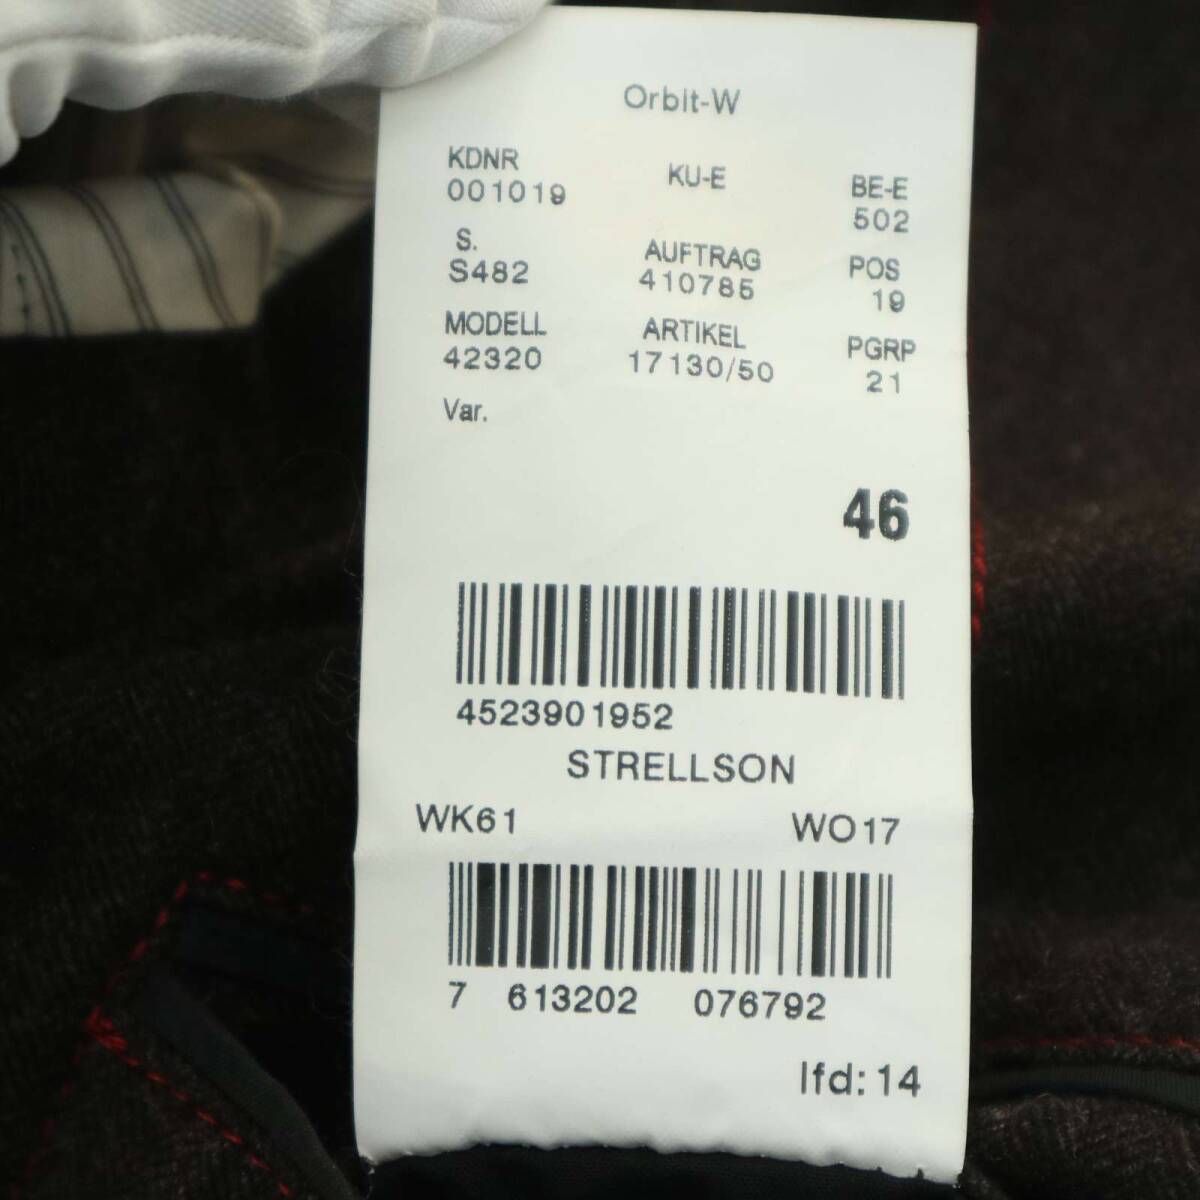 Orbit-W
KDNR KU-E BE-E
001019 502
S. AUFTRAG POS
S482 410785 19
MODELL ARTIKEL PGRP
42320 17130/50 21
Var.
46
4523901952
STRELLSON
WK61 WO17
7 613202 076792
lfd: 14